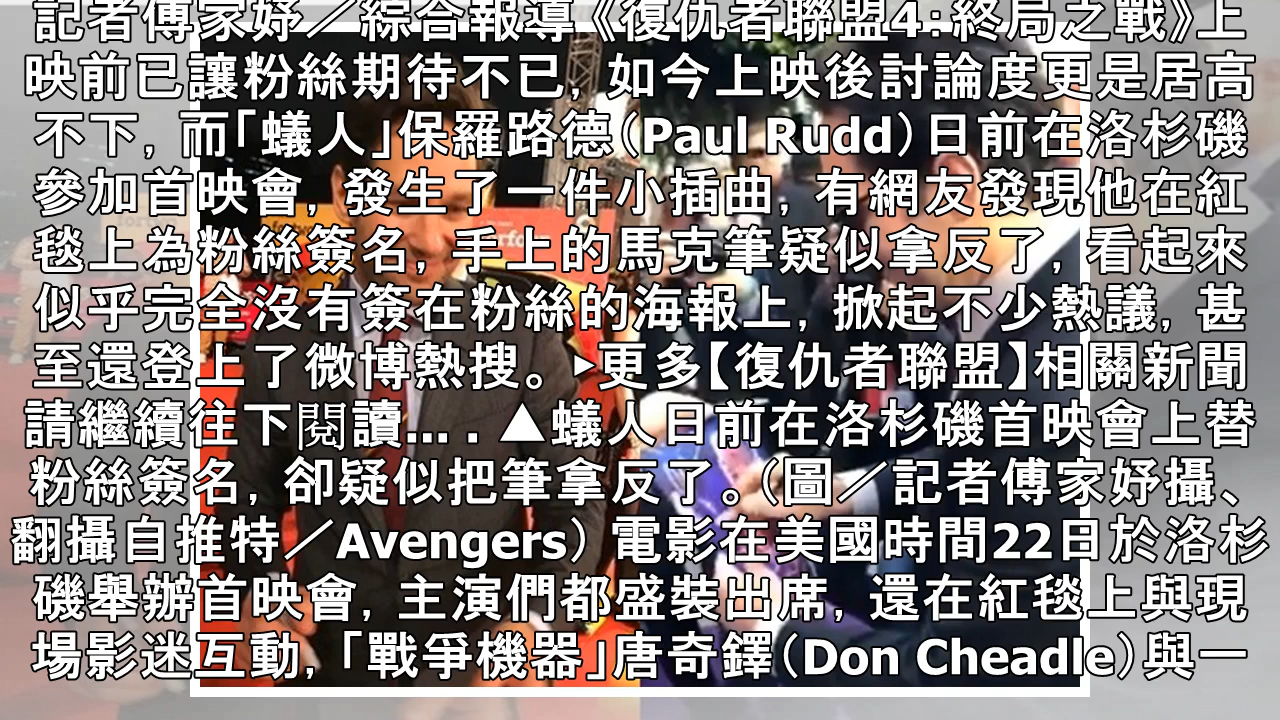 記者傅家妤／綜合報導《復仇者聯盟4:終局之戰》上
映前已讓粉絲期待不已, 如今上映後討論度更是居高
不下, 而「蟻人」保羅路德（Paul Rudd）日前在洛杉磯
參加首映會, 發生了一件小插曲, 有網友發現他在紅
毯上為粉絲簽名, 手上的馬克筆疑似拿反了, 看起來
似乎完全沒有簽在粉絲的海報上, 掀起不少熱議, 甚
至還登上了微博熱搜。▶更多【復仇者聯盟】相關新聞
請繼續往下閱讀... . ▲蟻人日前在洛杉磯首映會上替
粉絲簽名, 卻疑似把筆拿反了。（圖／記者傅家妤攝、
翻攝自推特／Avengers）電影在美國時間22日於洛杉
磯舉辦首映會, 主演們都盛裝出席, 還在紅毯上與現
場影迷互動, 「戰爭機器」唐奇鐸（Don Cheadle）與一